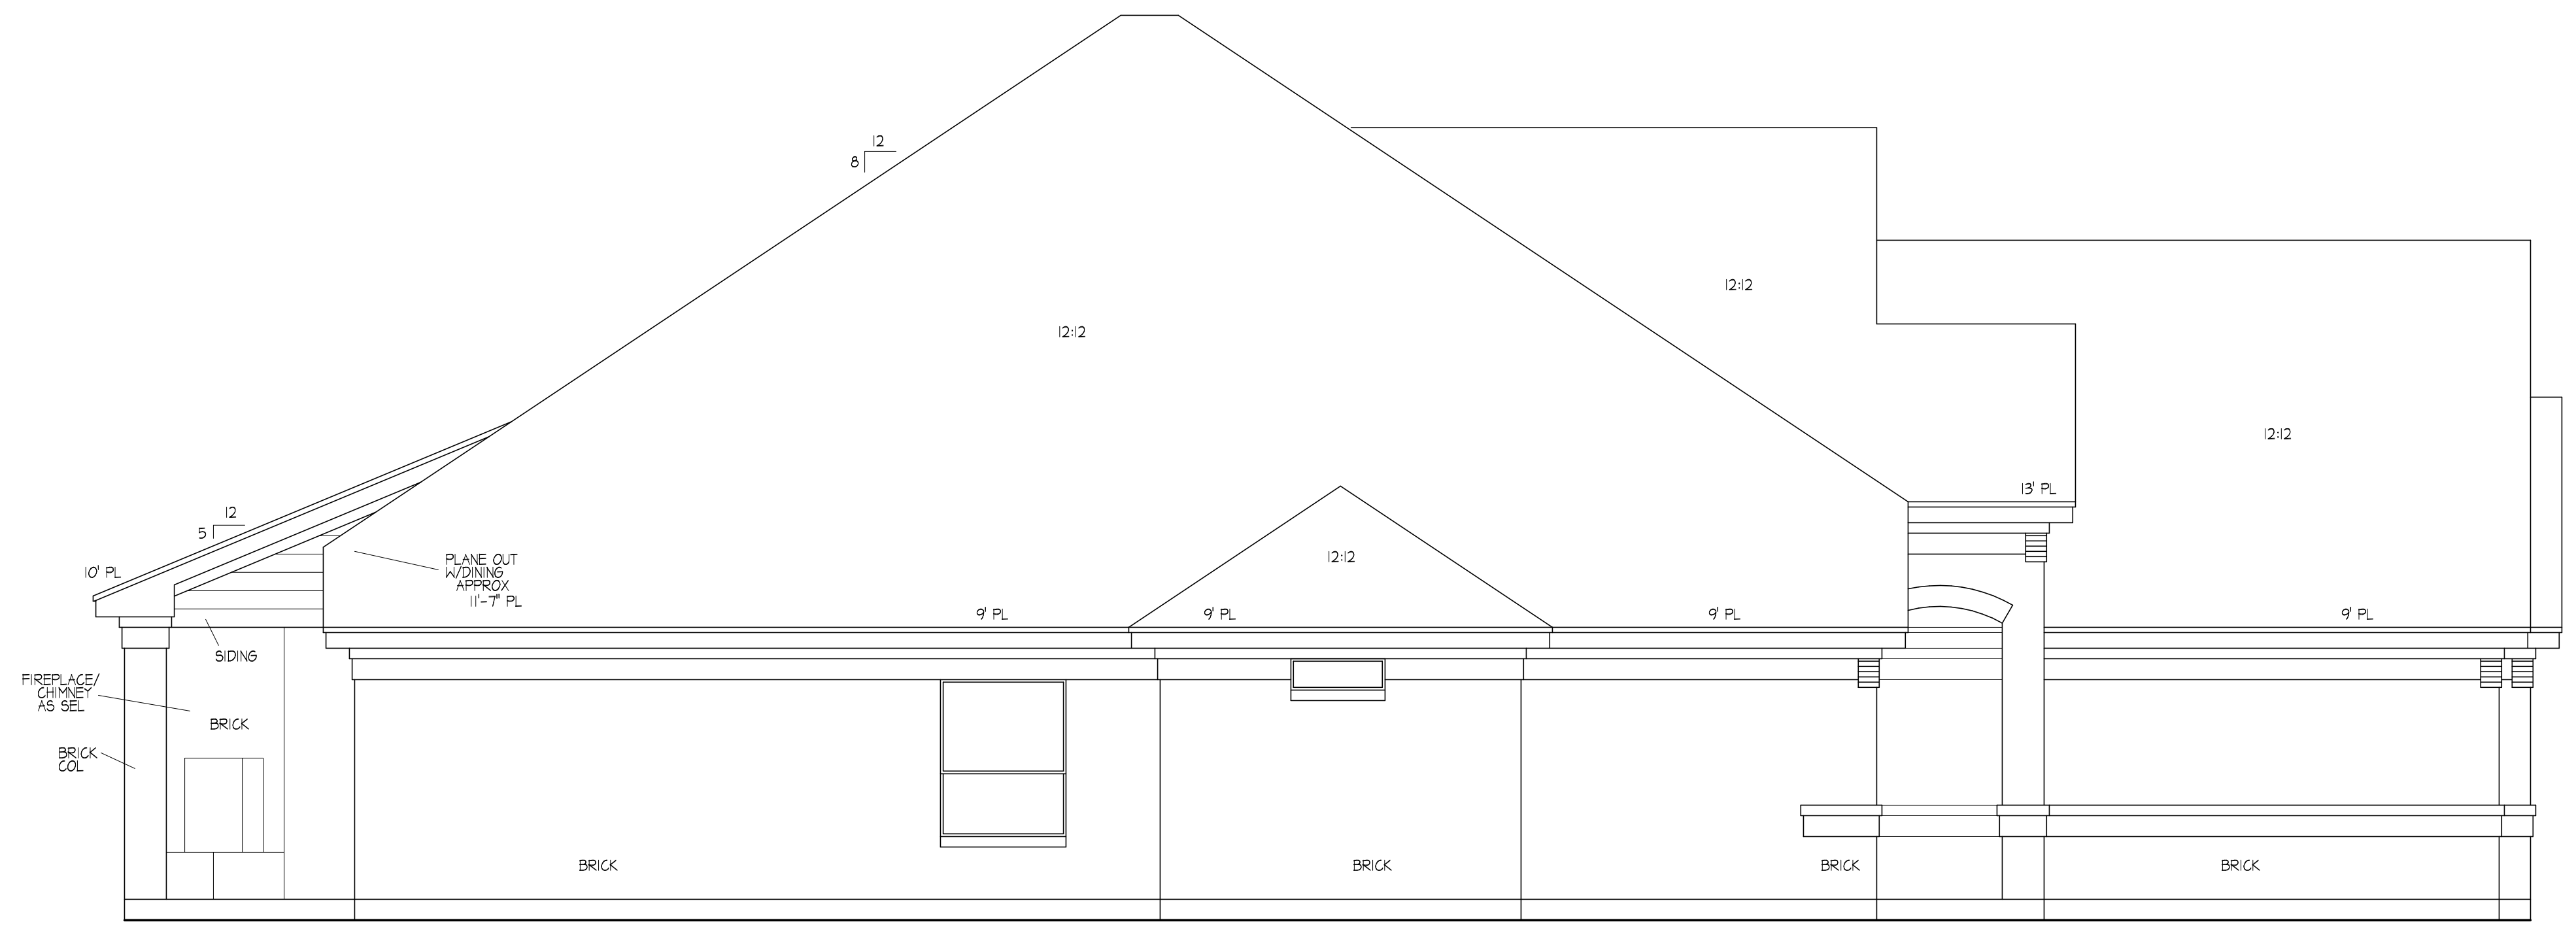 12
8
12:12
12:12
12:12
13' PL
12
5
10' PL
PLANE OUT
W/DINING
APPROX
11'-7" PL
12:12
9' PL
9' PL
9' PL
9' PL
SIDING
FIREPLACE/
CHIMNEY
AS SEL
BRICK
BRICK
COL
BRICK
BRICK
BRICK
BRICK